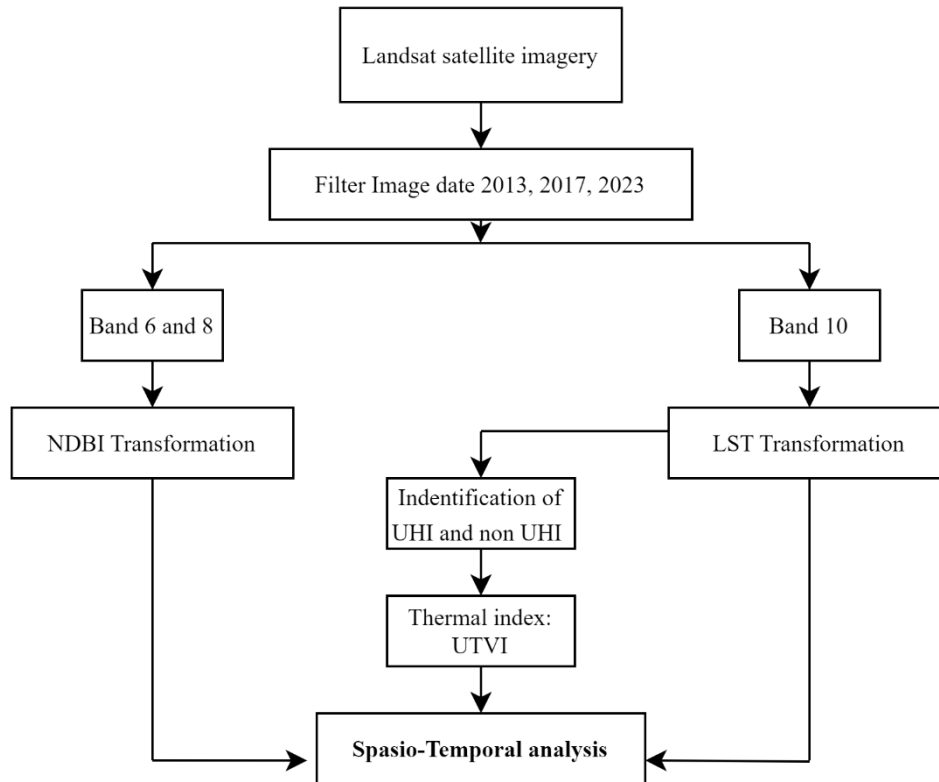 Landsat satellite imagery
Filter Image date 2013, 2017, 2023
Band 6 and 8
Band 10
NDBI Transformation
LST Transformation
Indentification of
UHI and non UHI
Thermal index:
UTVI
Spasio-Temporal analysis